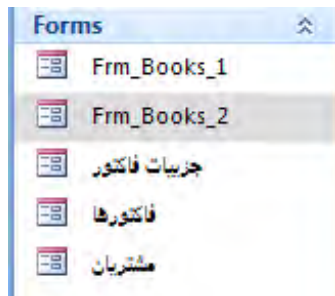 Forms
Frm_Books_1
Frm_Books_2
جزییات فاکتور
فاکتورها
مشتریان